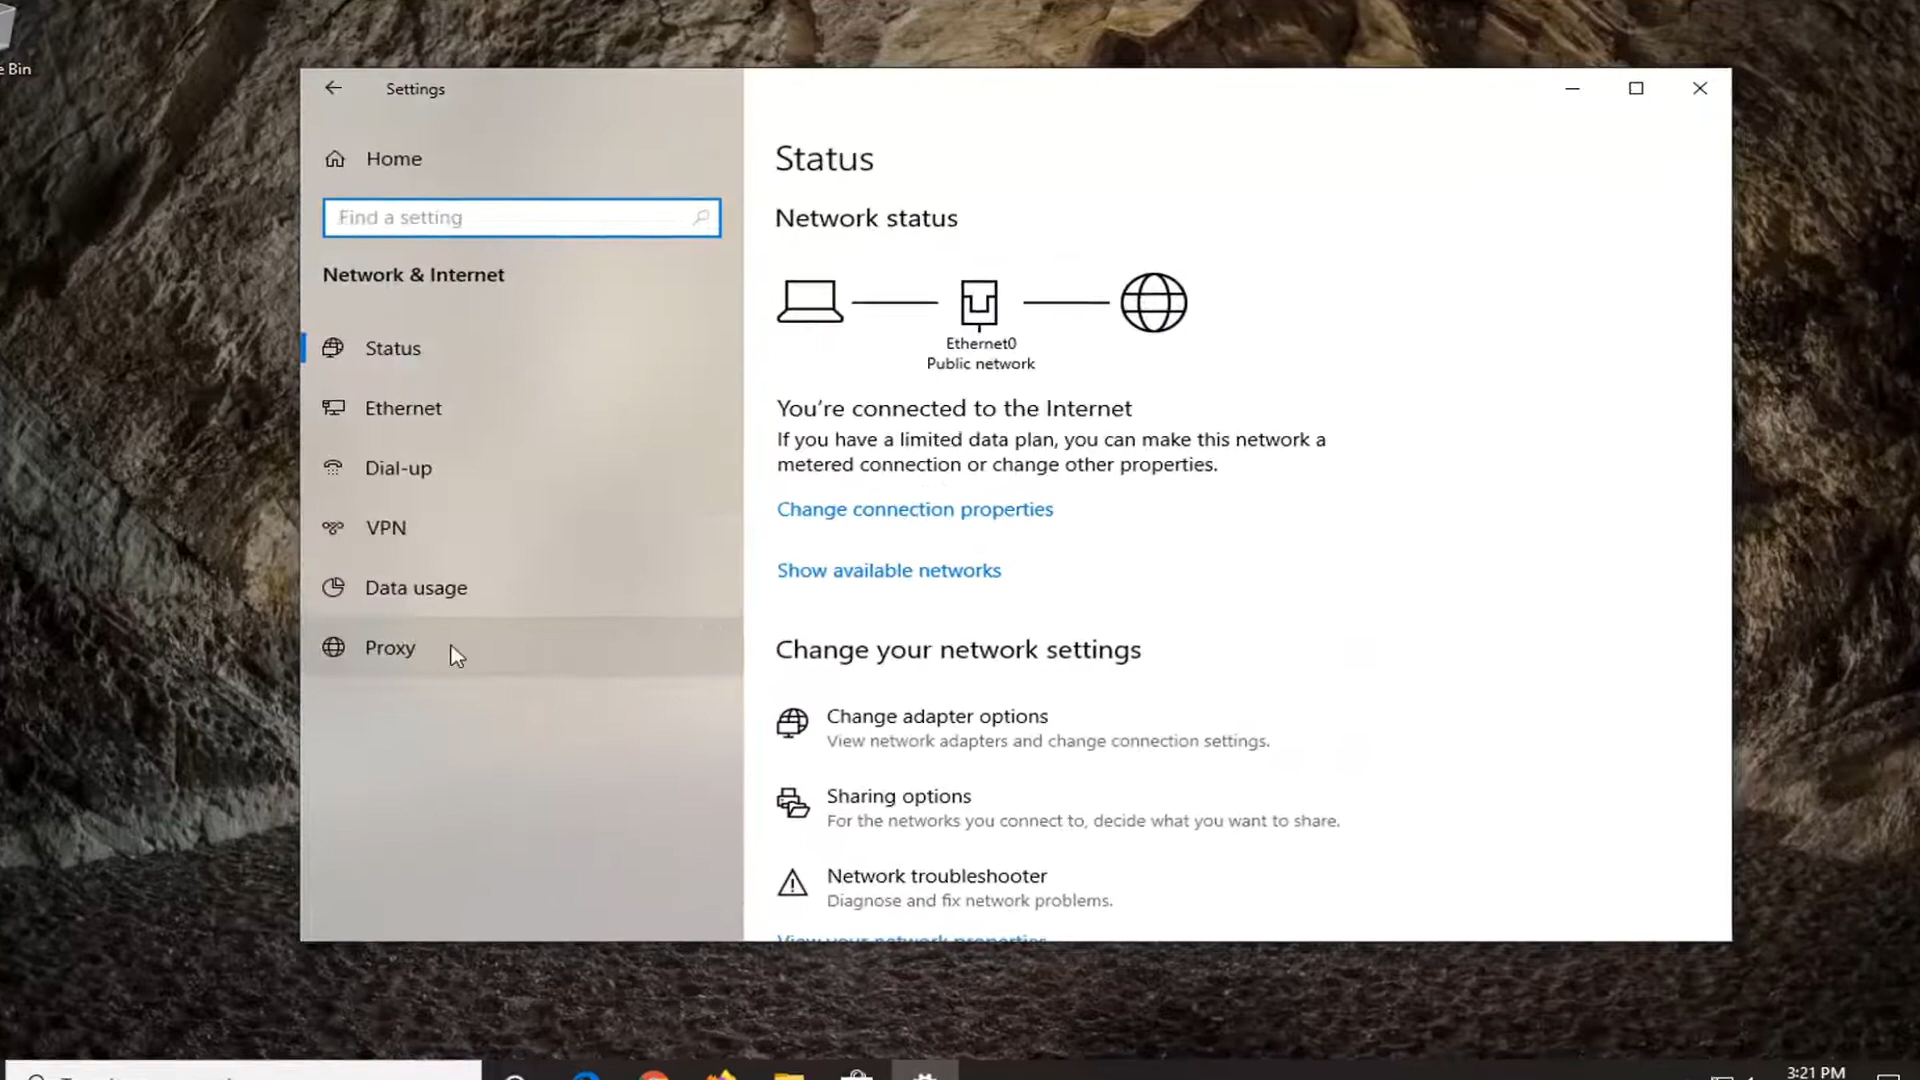 e Bin
Settings
Home
Find a setting
Network & Internet
Status
Ethernet
Dial-up
VPN
Data usage
Proxy
Status
Network status
Ethernet0
Public network
You're connected to the Internet
If you have a limited data plan, you can make this network a
metered connection or change other properties.
Change connection properties
Show available networks
Change your network settings
Change adapter options
View network adapters and change connection settings.
Sharing options
For the networks you connect to, decide what you want to share.
Network troubleshooter
Diagnose and fix network problems.
View your network properties
3:21 PM